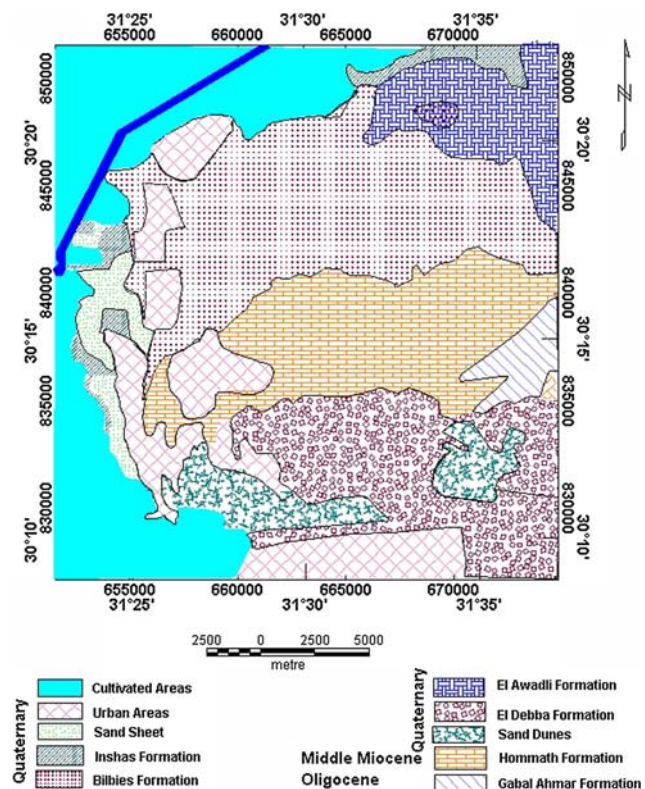 31°25' 31°30' 31°35'
655000 660000 665000 670000
850000
30°20'
845000
840000
30°15'
835000
830000
30°10'
850000
30°20'
845000
840000
30°15'
835000
830000
30°10'
N
655000 660000 665000 670000
31°25' 31°30' 31°35'
2500 0 2500 5000
metre
Quaternary
Cultivated Areas
Urban Areas
Sand Sheet
Inshas Formation
Bilbies Formation
Quaternary
El Awadli Formation
El Debba Formation
Sand Dunes
Middle Miocene Hommath Formation
Oligocene Gabal Ahmar Formation